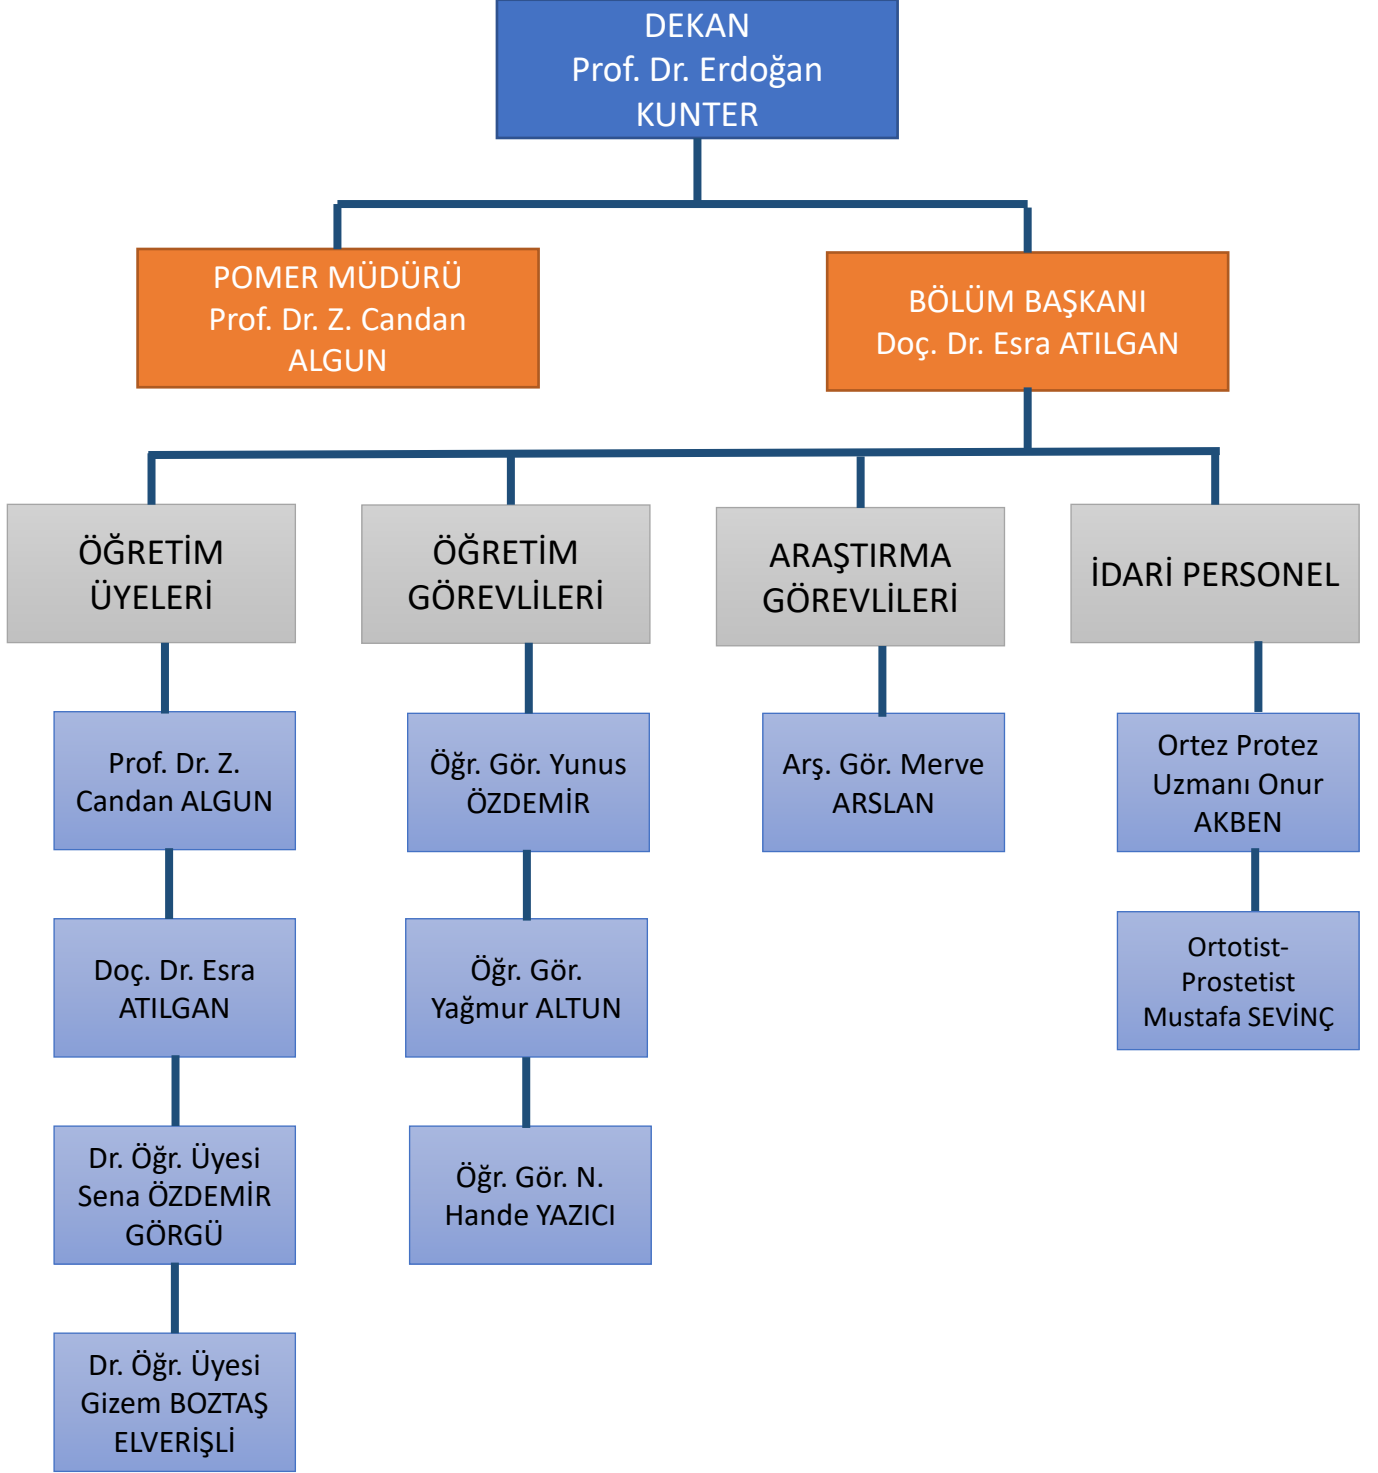 DEKAN
Prof. Dr. Erdoğan
KUNTER
POMER MÜDÜRÜ
Prof. Dr. Z. Candan
ALGUN
BÖLÜM BAŞKANI
Doç. Dr. Esra ATILGAN
ÖĞRETİM
ÜYELERİ
ÖĞRETİM
GÖREVLİLERİ
ARAŞTIRMA
GÖREVLİLERİ
İDARİ PERSONEL
Prof. Dr. Z.
Candan ALGUN
Öğr. Gör. Yunus
ÖZDEMİR
Arş. Gör. Merve
ARSLAN
Ortez Protez
Uzmanı Onur
AKBEN
Doç. Dr. Esra
ATILGAN
Öğr. Gör.
Yağmur ALTUN
Ortotist-
Prostetist
Mustafa SEVİNÇ
Dr. Öğr. Üyesi
Sena ÖZDEMİR
GÖRGÜ
Öğr. Gör. N.
Hande YAZICI
Dr. Öğr. Üyesi
Gizem BOZTAŞ
ELVERİŞLİ